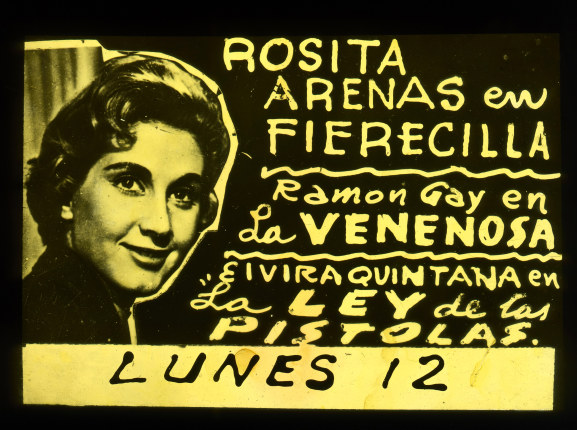 ROSITA
ARENAS en
FIERECILLA
Ramon Gay en
La VENENOSA
"ElVIRA QUINTANA en
La LEY de las
PISTOLAS.
LUNES 12